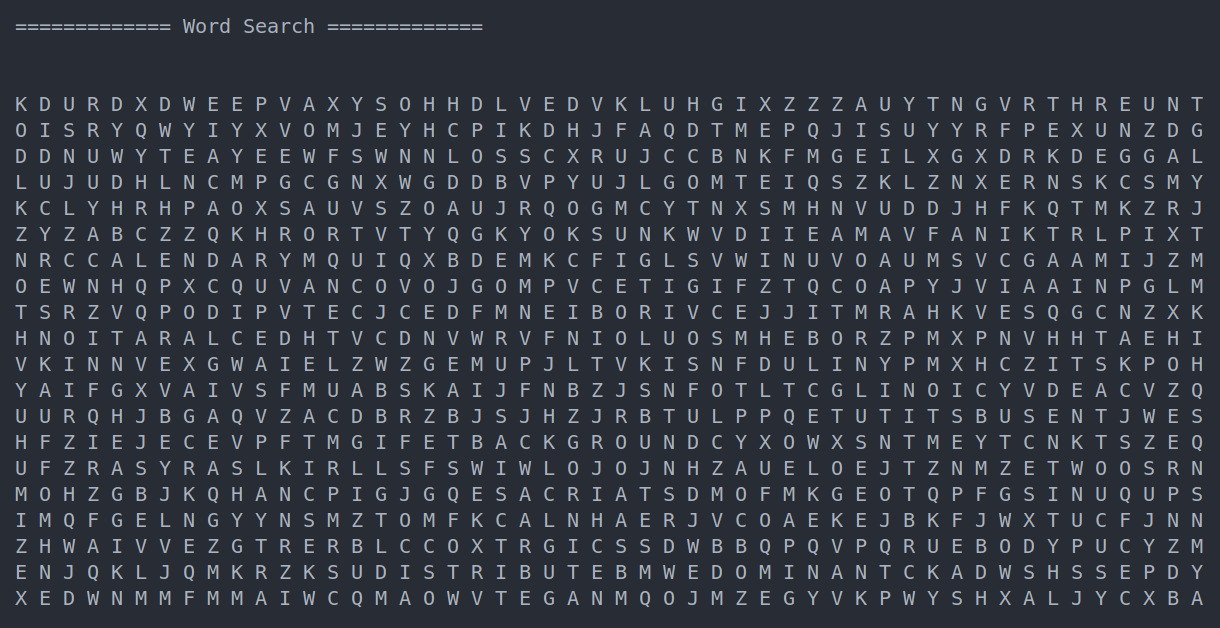 ============= Word Search =============
K D U R D X D W E E P V A X Y S O H H D L V E D V K L U H G I X Z Z Z A U Y T N G V R T H R E U N T
O I S R Y Q W Y I Y X V O M J E Y H C P I K D H J F A Q D T M E P Q J I S U Y Y R F P E X U N Z D G
D D N U W Y T E A Y E E W F S W N N L O S S C X R U J C C B N K F M G E I L X G X D R K D E G G A L
L U J U D H L N C M P G C G N X W G D D B V P Y U J L G O M T E I Q S Z K L Z N X E R N S K C S M Y
K C L Y H R H P A O X S A U V S Z O A U J R Q O G M C Y T N X S M H N V U D D J H F K Q T M K Z R J
Z Y Z A B C Z Z Q K H R O R T V T Y Q G K Y O K S U N K W V D I I E A M A V F A N I K T R L P I X T
N R C C A L E N D A R Y M Q U I Q X B D E M K C F I G L S V W I N U V O A U M S V C G A A M I J Z M
O E W N H Q P X C Q U V A N C O V O J G O M P V C E T I G I F Z T Q C O A P Y J V I A A I N P G L M
T S R Z V Q P O D I P V T E C J C E D F M N E I B O R I V C E J J I T M R A H K V E S Q G C N Z X K
H N O I T A R A L C E D H T V C D N V W R V F N I O L U O S M H E B O R Z P M X P N V H H T A E H I
V K I N N V E X G W A I E L Z W Z G E M U P J L T V K I S N F D U L I N Y P M X H C Z I T S K P O H
Y A I F G X V A I V S F M U A B S K A I J F N B Z J S N F O T L T C G L I N O I C Y V D E A C V Z Q
U U R Q H J B G A Q V Z A C D B R Z B J S J H Z J R B T U L P P Q E T U T I T S B U S E N T J W E S
H F Z I E J E C E V P F T M G I F E T B A C K G R O U N D C Y X O W X S N T M E Y T C N K T S Z E Q
U F Z R A S Y R A S L K I R L L S F S W I W L O J O J N H Z A U E L O E J T Z N M Z E T W O O S R N
M O H Z G B J K Q H A N C P I G J G Q E S A C R I A T S D M O F M K G E O T Q P F G S I N U Q U P S
I M Q F G E L N G Y Y N S M Z T O M F K C A L N H A E R J V C O A E K E J B K F J W X T U C F J N N
Z H W A I V V E Z G T R E R B L C C O X T R G I C S S D W B B Q P Q V P Q R U E B O D Y P U C Y Z M
E N J Q K L J Q M K R Z K S U D I S T R I B U T E B M W E D O M I N A N T C K A D W S H S S E P D Y
X E D W N M M F M M A I W C Q M A O W V T E G A N M Q O J M Z E G Y V K P W Y S H X A L J Y C X B A